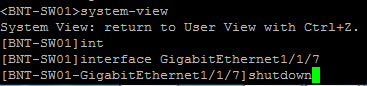 <BNT-SW01>system-view
System View: return to User View with Ctrl+Z.
[BNT-SW01]int
[BNT-SW01]interface GigabitEthernet1/1/7
[BNT-SW01-GigabitEthernet1/1/7]shutdown